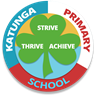 KATUNGA PRIMARY
STRIVE
THRIVE ACHIEVE
SCHOOL